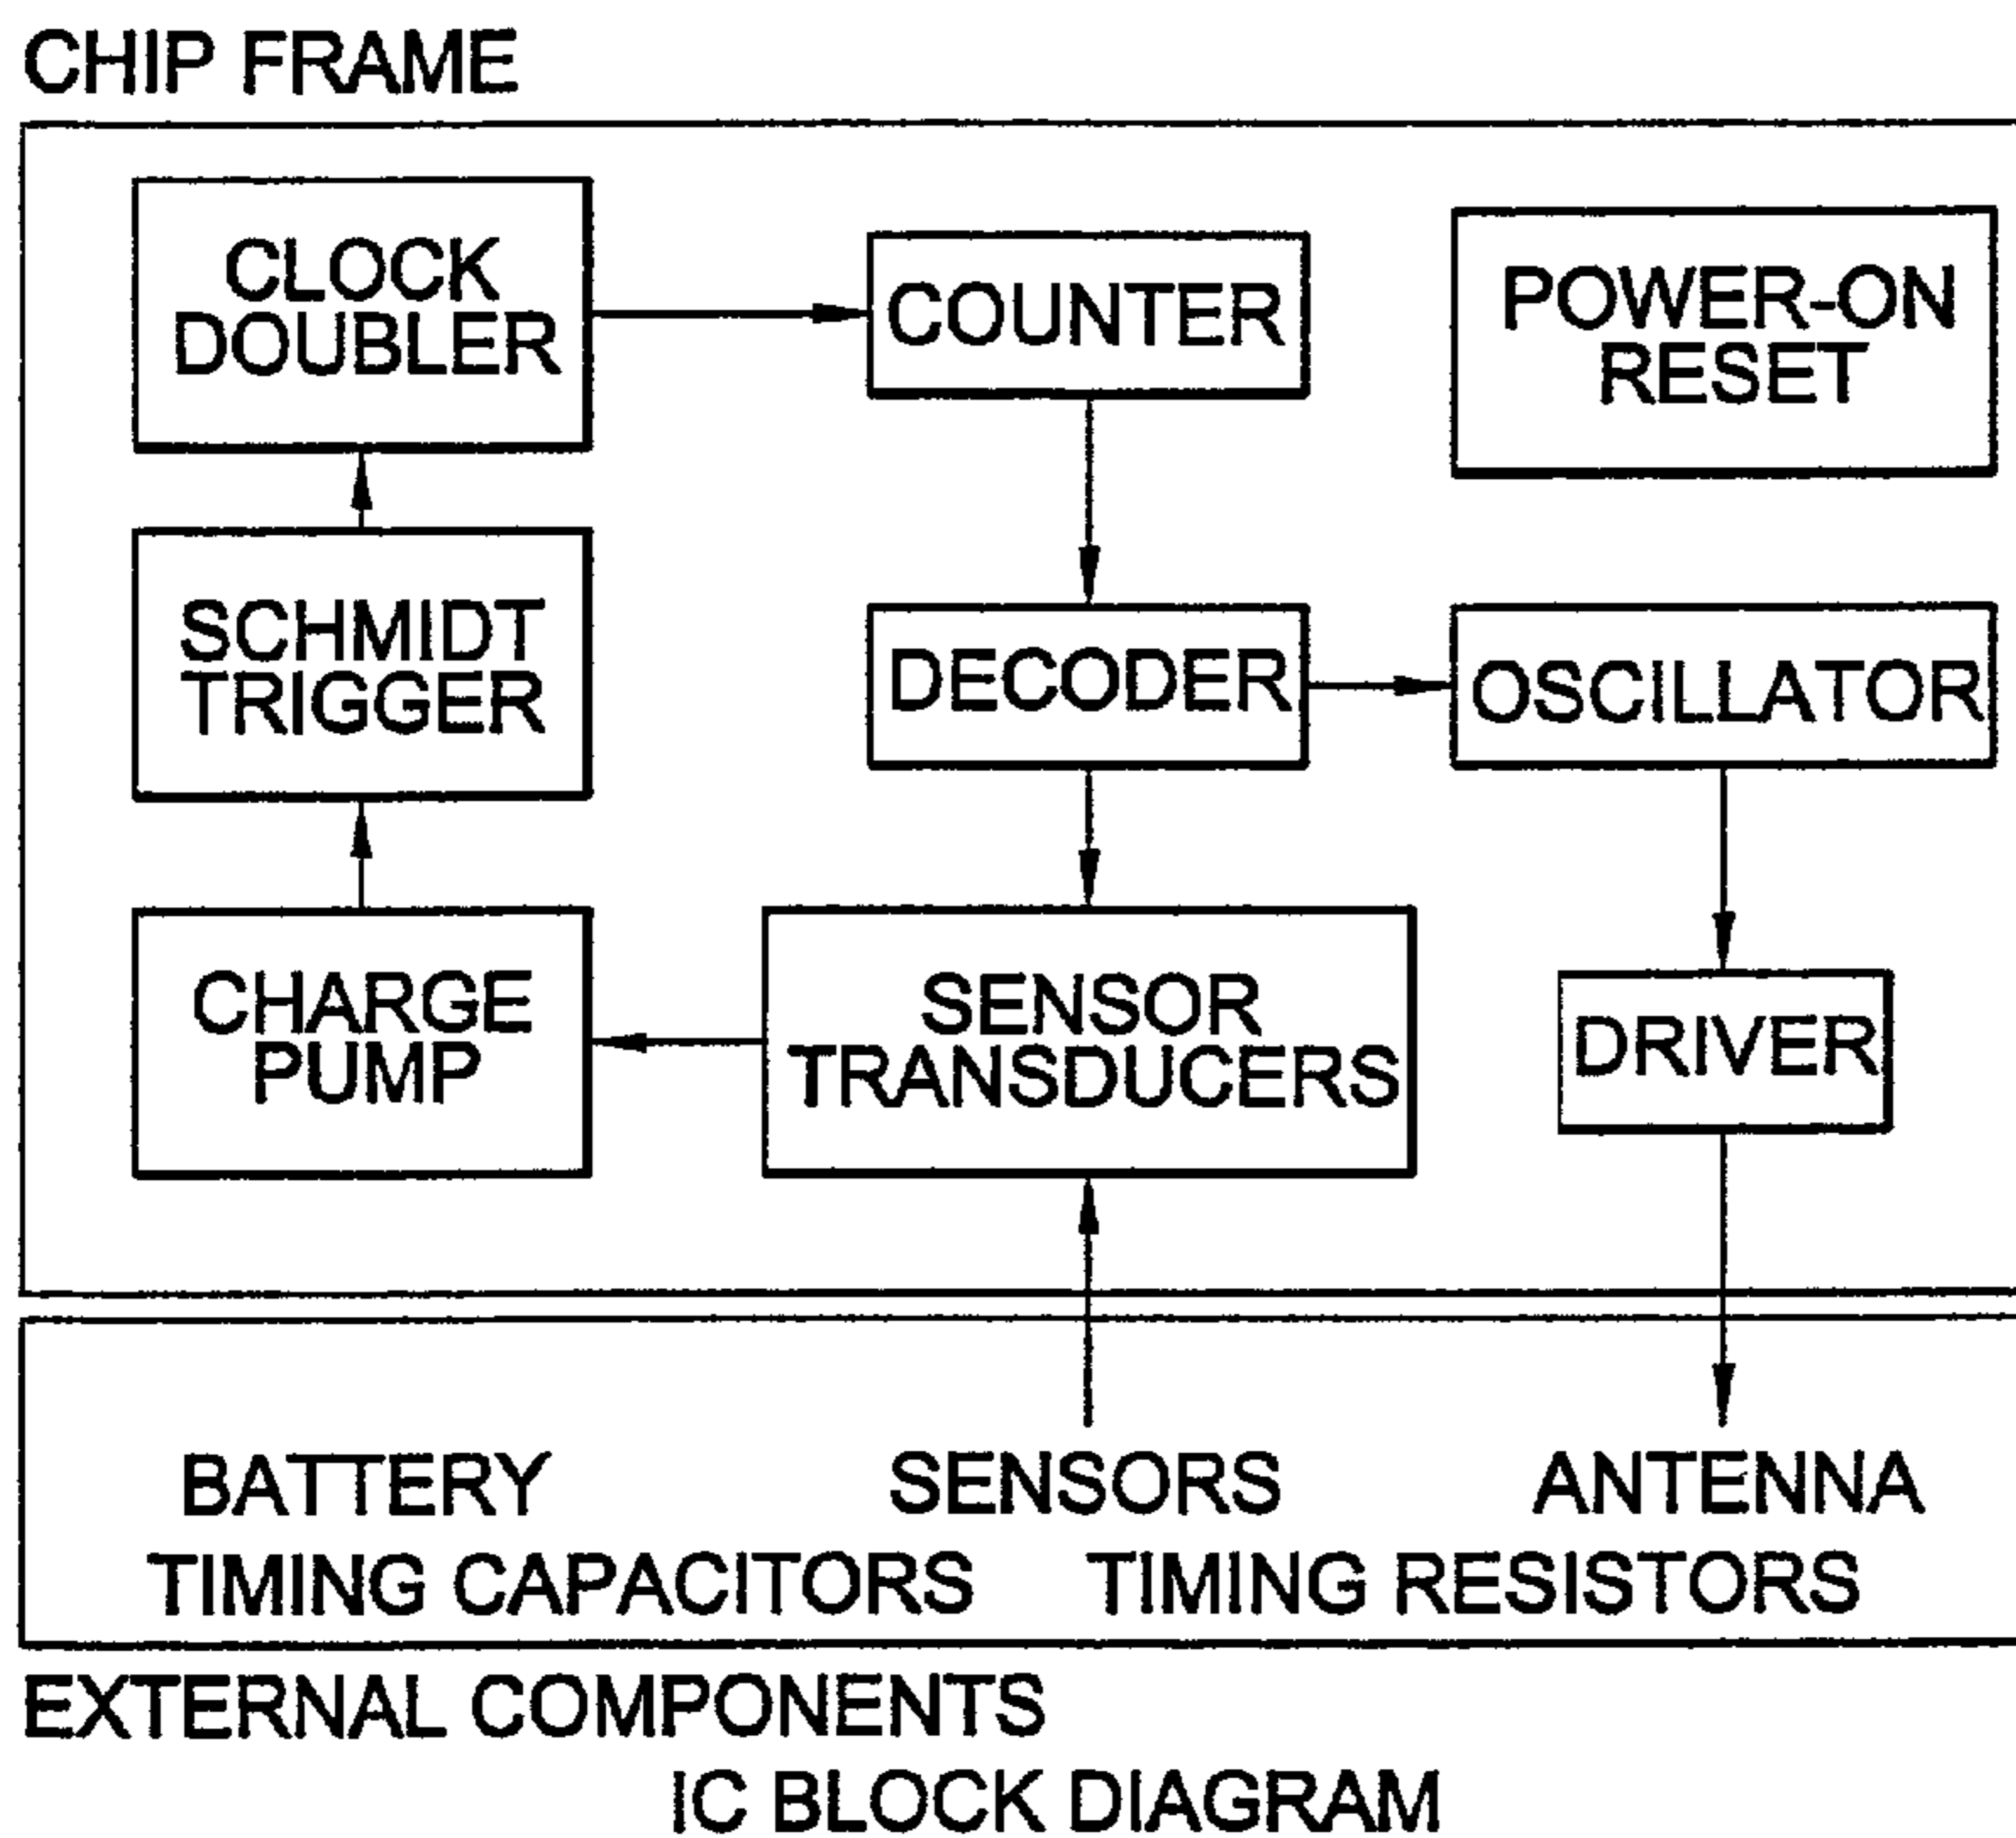 CHIP FRAME
CLOCK
DOUBLER
COUNTER
POWER-ON
RESET
SCHMIDT
TRIGGER
DECODER
OSCILLATOR
CHARGE
PUMP
SENSOR
TRANSDUCERS
DRIVER
BATTERY
SENSORS
ANTENNA
TIMING CAPACITORS
TIMING RESISTORS
EXTERNAL COMPONENTS
IC BLOCK DIAGRAM